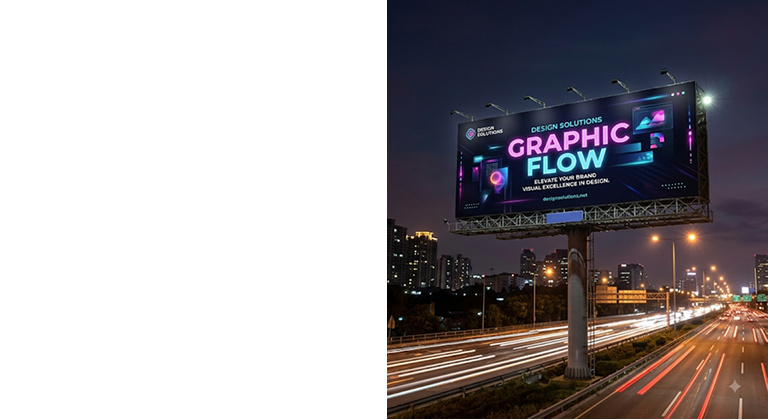 DESIGN
SOLUTIONS
DESIGN SOLUTIONS
GRAPHIC
FLOW
ELEVATE YOUR BRAND
VISUAL EXCELLENCE IN DESIGN.
designsolutions.net